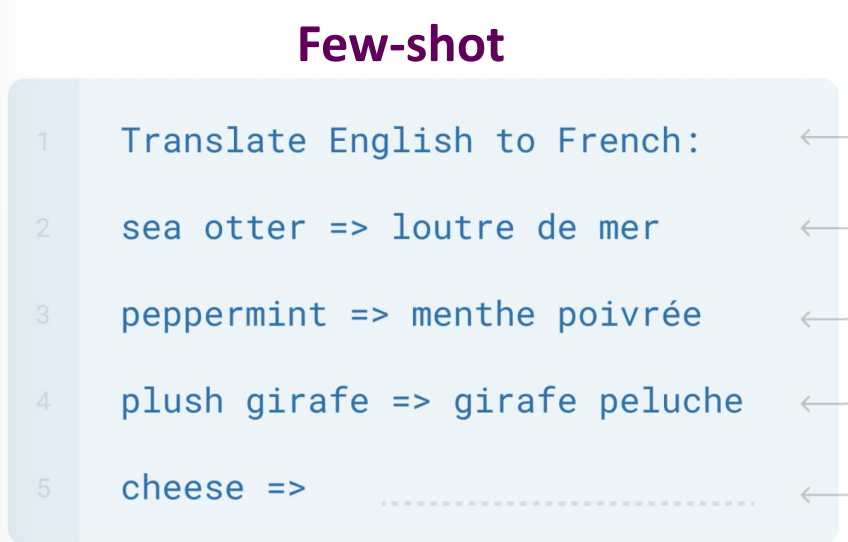 Few-shot
1 Translate English to French:
2 sea otter => loutre de mer
3 peppermint => menthe poivrée
4 plush girafe => girafe peluche
5 cheese =>